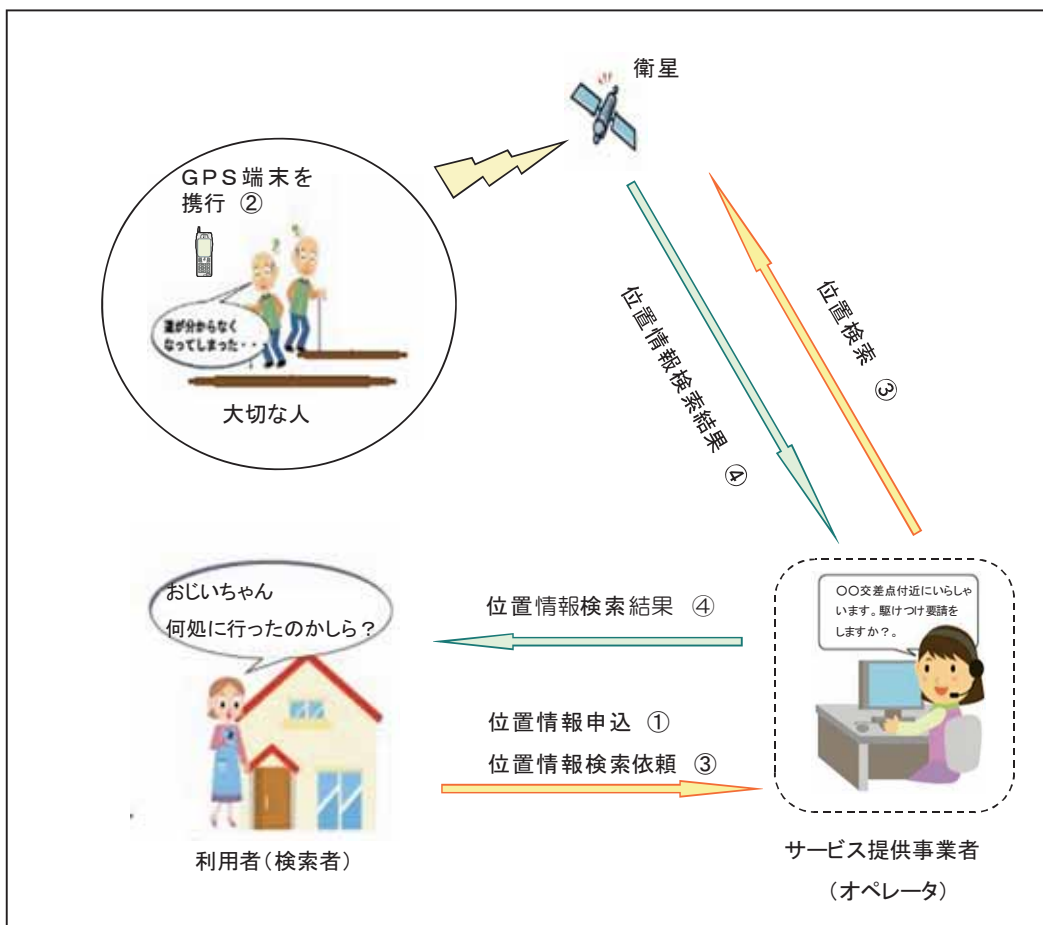 衛星
GPS端末を
携行 ②
道が分からなく
なってしまった・・
大切な人
位置検索 ③
位置情報検索結果 ④
おじいちゃん
何処に行ったのかしら？
位置情報検索結果 ④
〇〇交差点付近にいらしゃ
います。駆けつけ要請を
しますか？。
位置情報申込 ①
位置情報検索依頼 ③
利用者（検索者）
サービス提供事業者
（オペレータ）